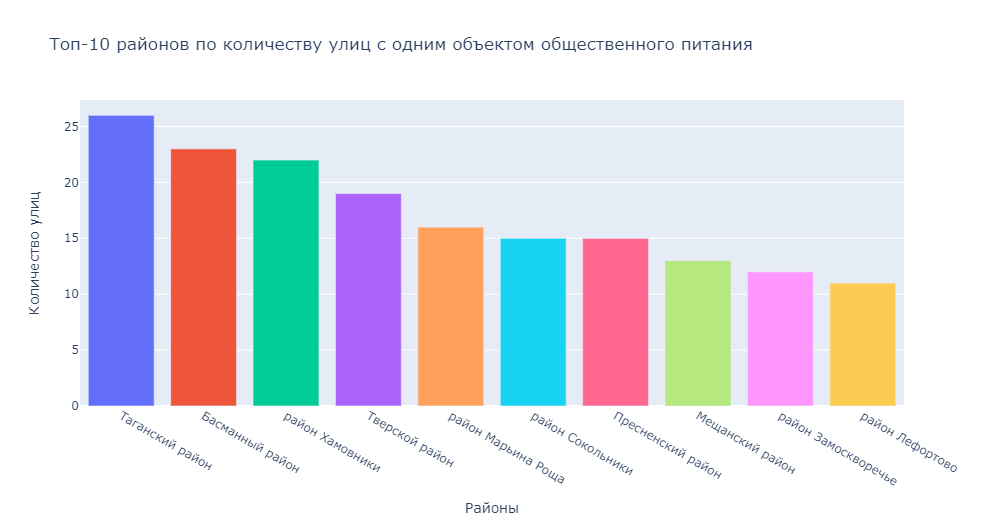 Топ-10 районов по количеству улиц с одним объектом общественного питания
Количество улиц
25
20
15
10
5
0
Таганский район
Басманный район
район Хамовники
Тверской район
район Марьина Роща
район Сокольники
Пресненский район
Мещанский район
район Замоскворечье
район Лефортово
Районы